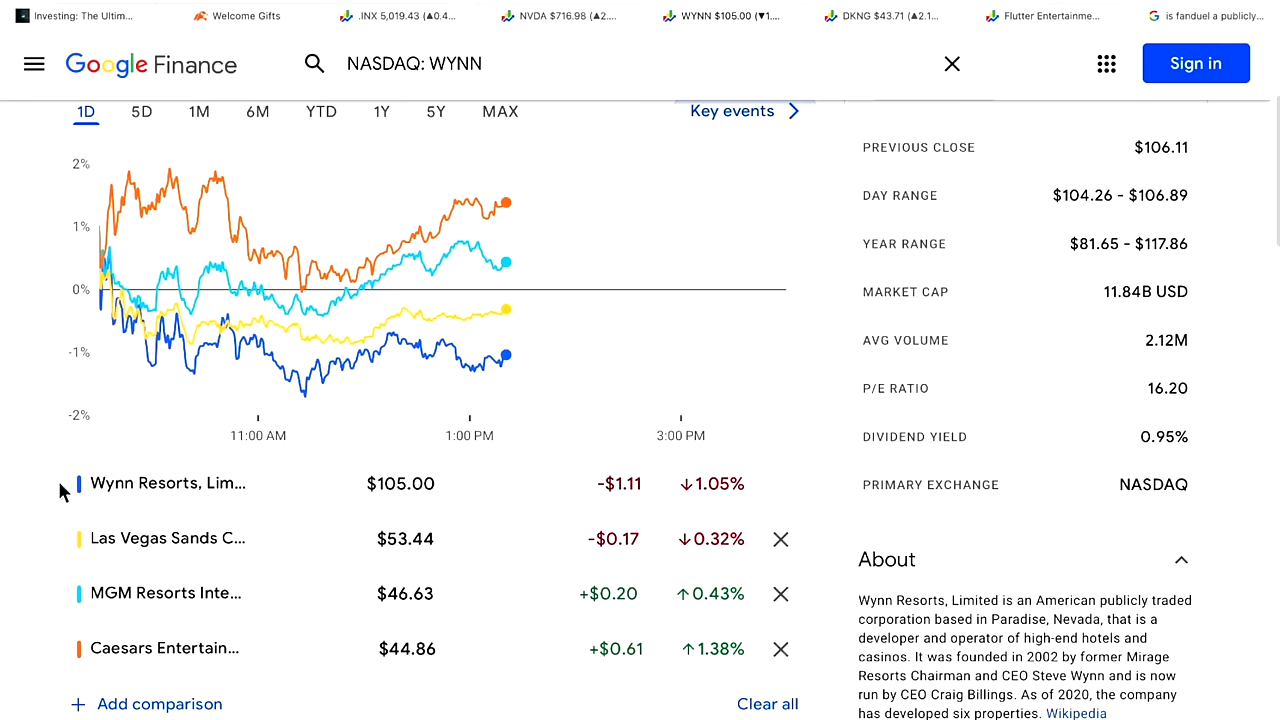 Investing: The Ultim...
Welcome Gifts
.INX 5,019.43 (▲0.4...
NVDA $716.98 (▲2....
WYNN $105.00 (▼1....
DKNG $43.71 (▲2.1...
Flutter Entertainme...
is fanduel a publicly...
Google Finance
NASDAQ: WYNN
Sign in
1D 5D 1M 6M YTD 1Y 5Y MAX
Key events
2%
1%
0%
-1%
-2%
11:00 AM 1:00 PM 3:00 PM
Wynn Resorts, Lim... $105.00 -$1.11 ↓1.05%
Las Vegas Sands C... $53.44 -$0.17 ↓0.32%
MGM Resorts Inte... $46.63 +$0.20 ↑0.43%
Caesars Entertain... $44.86 +$0.61 ↑1.38%
+ Add comparison
Clear all
PREVIOUS CLOSE $106.11
DAY RANGE $104.26 - $106.89
YEAR RANGE $81.65 - $117.86
MARKET CAP 11.84B USD
AVG VOLUME 2.12M
P/E RATIO 16.20
DIVIDEND YIELD 0.95%
PRIMARY EXCHANGE NASDAQ
About
Wynn Resorts, Limited is an American publicly traded
corporation based in Paradise, Nevada, that is a
developer and operator of high-end hotels and
casinos. It was founded in 2002 by former Mirage
Resorts Chairman and CEO Steve Wynn and is now
run by CEO Craig Billings. As of 2020, the company
has developed six properties. Wikipedia